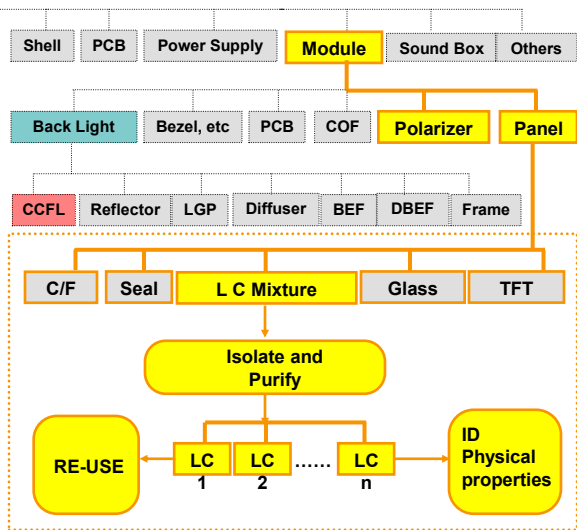 Shell PCB Power Supply Module Sound Box Others
Back Light Bezel, etc PCB COF Polarizer Panel
CCFL Reflector LGP Diffuser BEF DBEF Frame
C/F Seal L C Mixture Glass TFT
Isolate and
Purify
RE-USE
LC LC ...... LC
1 2 n
ID
Physical
properties